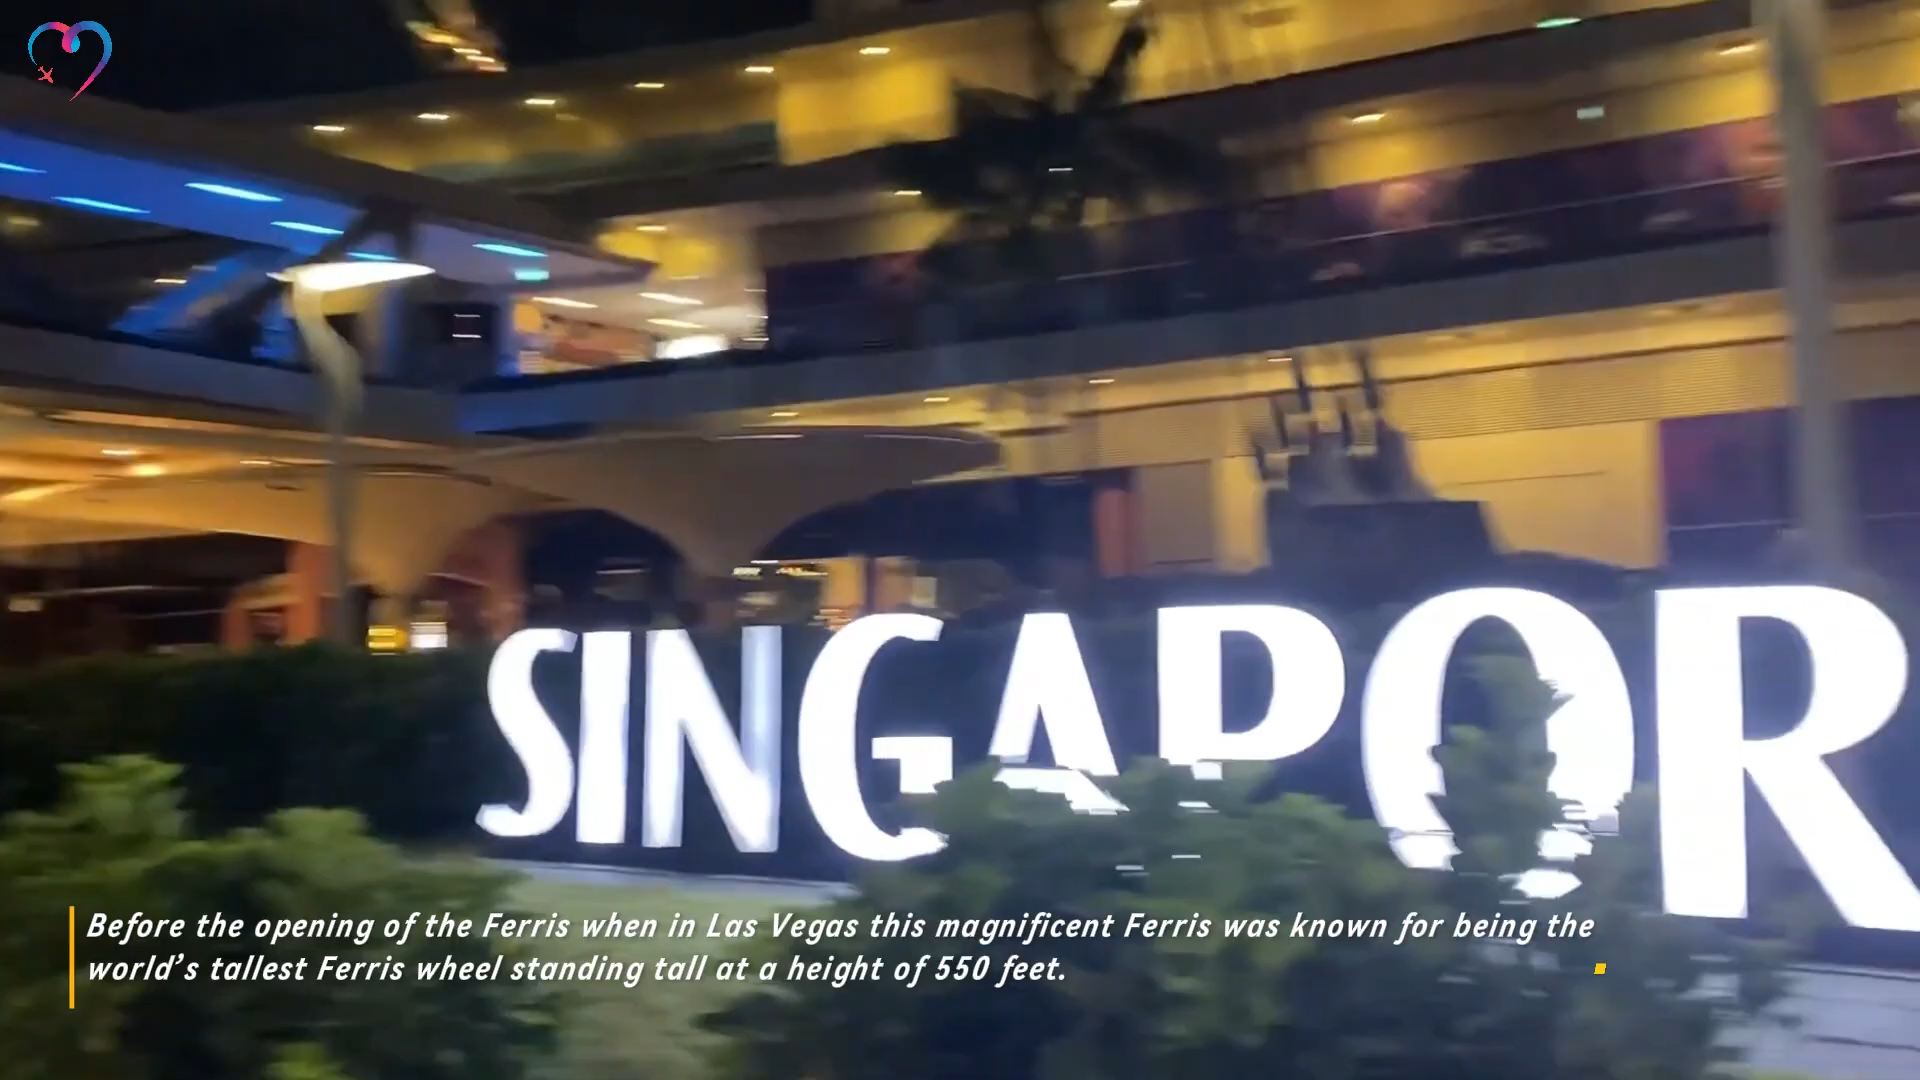 SINGAPOR
Before the opening of the Ferris when in Las Vegas this magnificent Ferris was known for being the
world's tallest Ferris wheel standing tall at a height of 550 feet.